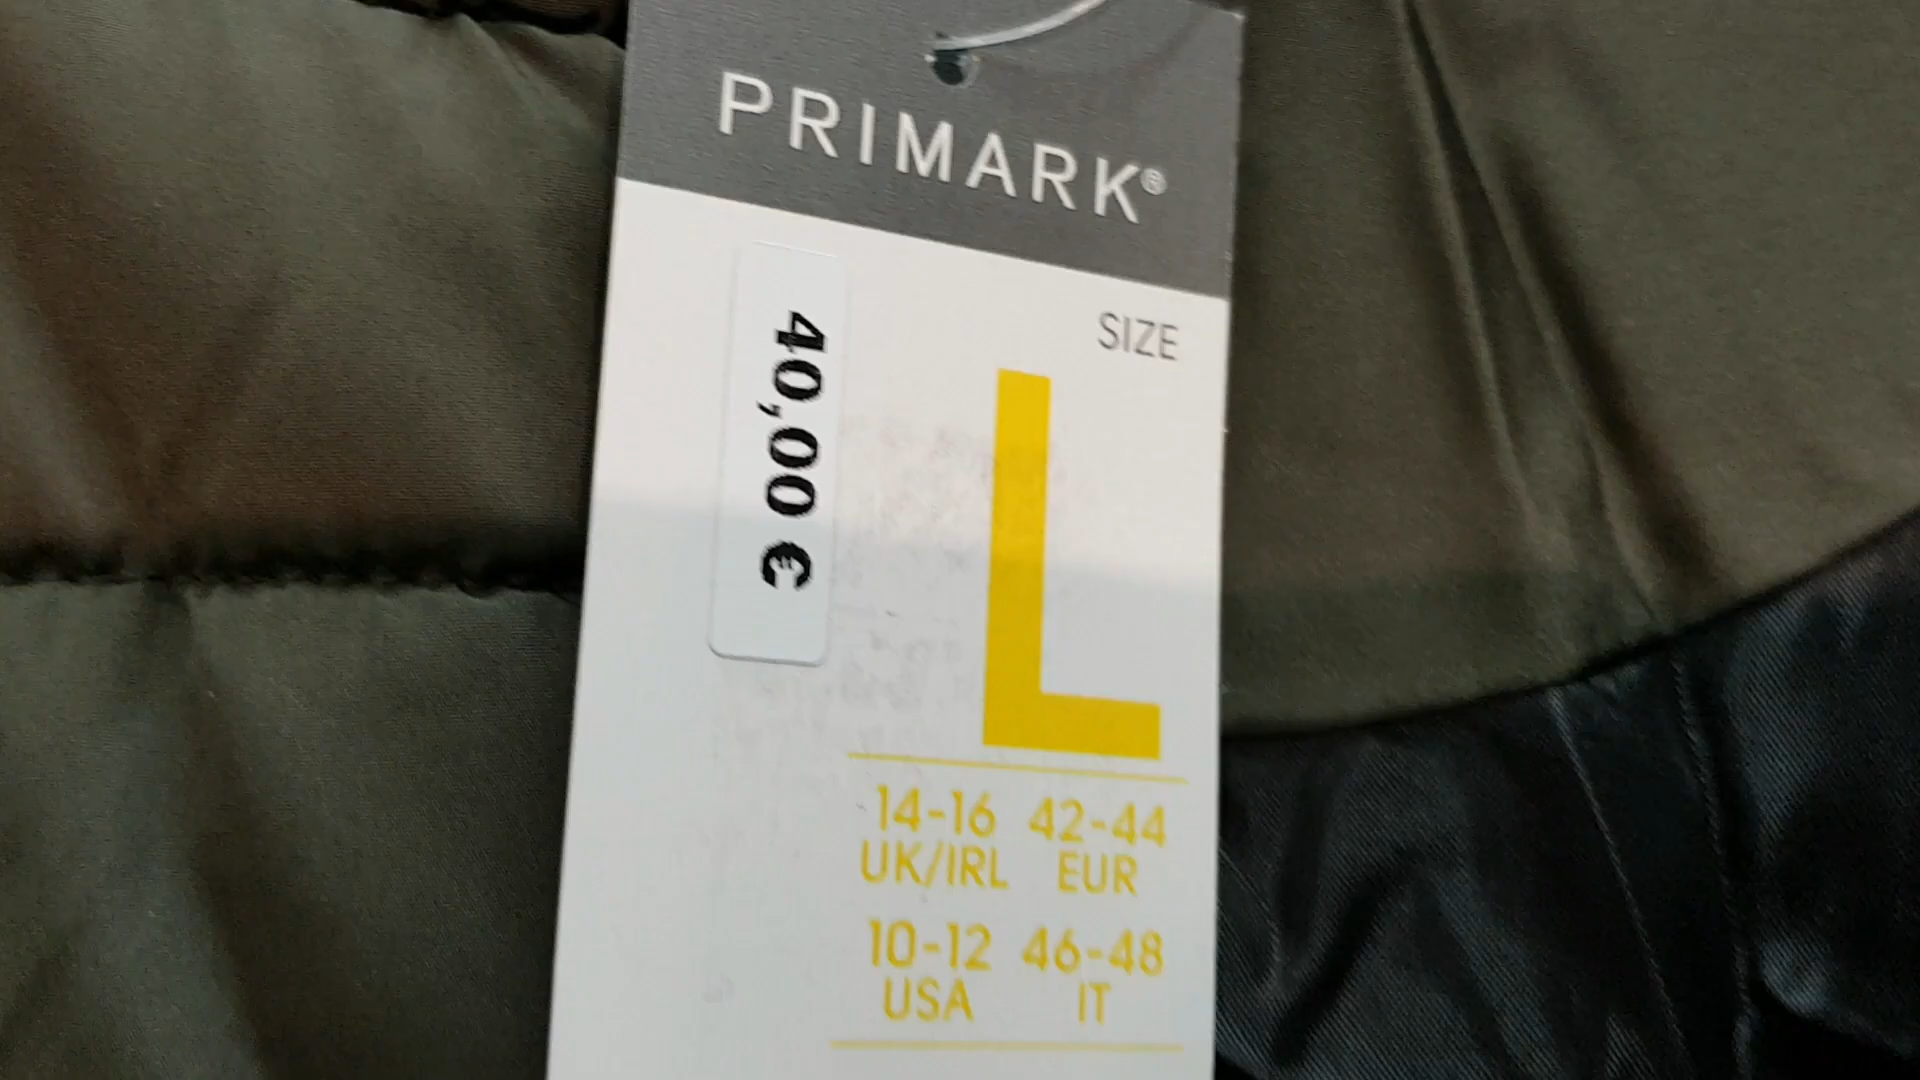 PRIMARK®
SIZE
40,00 €
L
14-16 42-44
UK/IRL EUR
10-12 46-48
USA IT